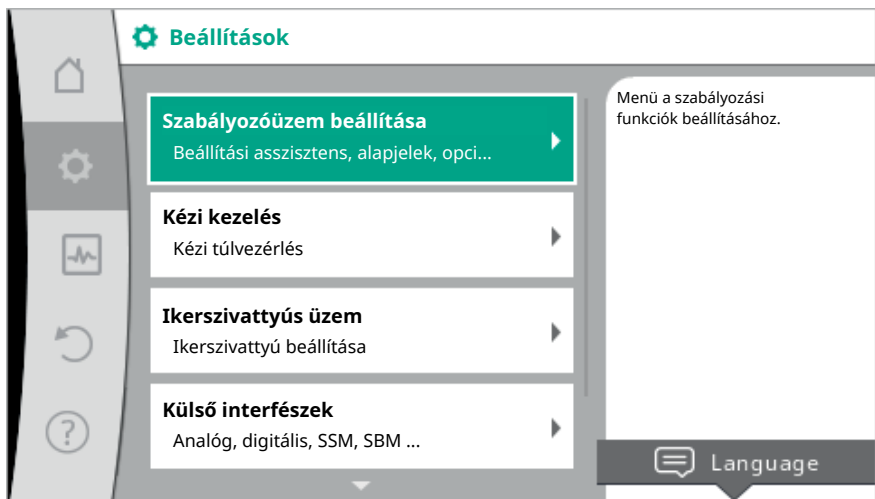 Beállítások
Szabályozóüzem beállítása
Beállítási asszisztens, alapjelek, opci...
Kézi kezelés
Kézi túlvezérlés
Ikerszivattyús üzem
Ikerszivattyú beállítása
Külső interfészek
Analóg, digitális, SSM, SBM ...
Menü a szabályozási
funkciók beállításához.
?
Language